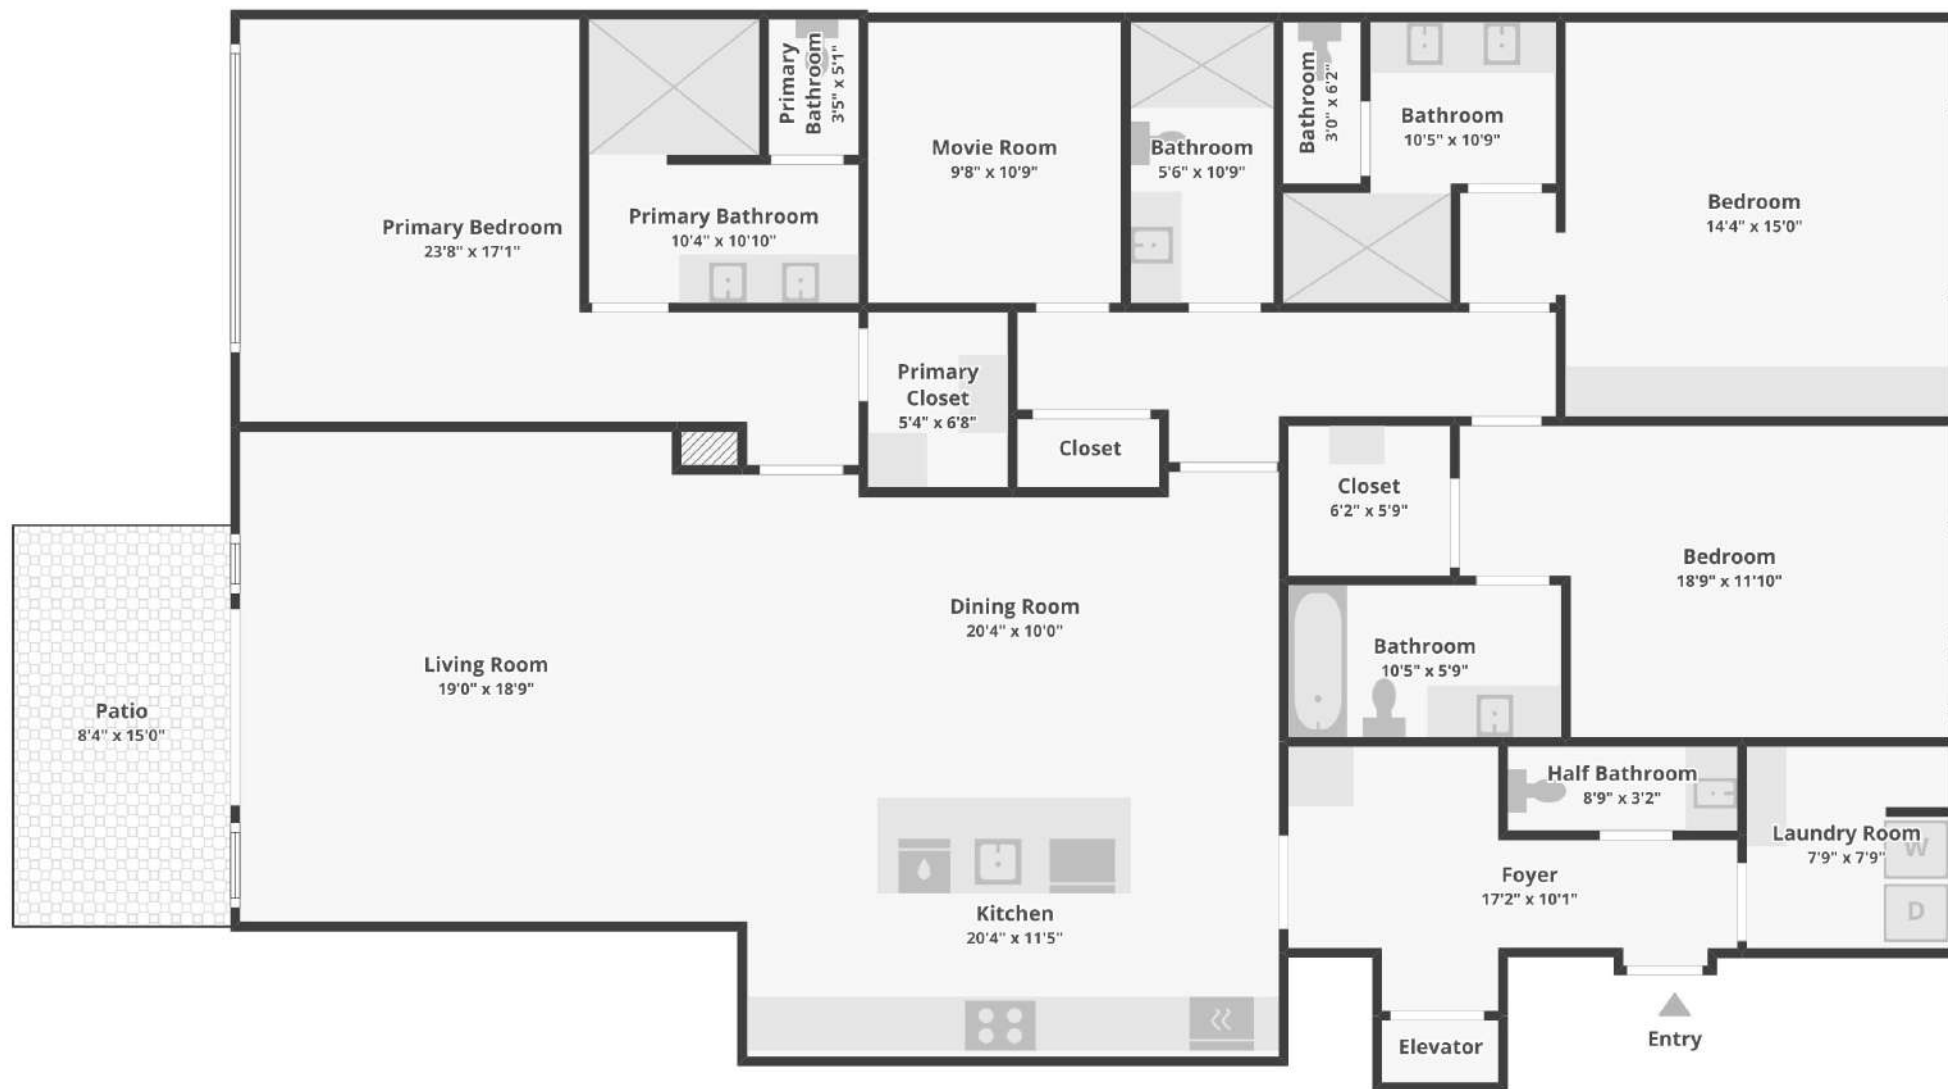 Primary
Bathroom
3'5" x 5'1"
Bathroom
3'0" x 6'2"
Bathroom
10'5" x 10'9"
Movie Room
9'8" x 10'9"
Bathroom
5'6" x 10'9"
Bedroom
14'4" x 15'0"
Primary Bedroom
23'8" x 17'1"
Primary Bathroom
10'4" x 10'10"
Primary
Closet
5'4" x 6'8"
Closet
Closet
6'2" x 5'9"
Bedroom
18'9" x 11'10"
Dining Room
20'4" x 10'0"
Bathroom
10'5" x 5'9"
Living Room
19'0" x 18'9"
Patio
8'4" x 15'0"
Half Bathroom
8'9" x 3'2"
Laundry Room
7'9" x 7'9"
W
D
Foyer
17'2" x 10'1"
Kitchen
20'4" x 11'5"
Elevator
Entry